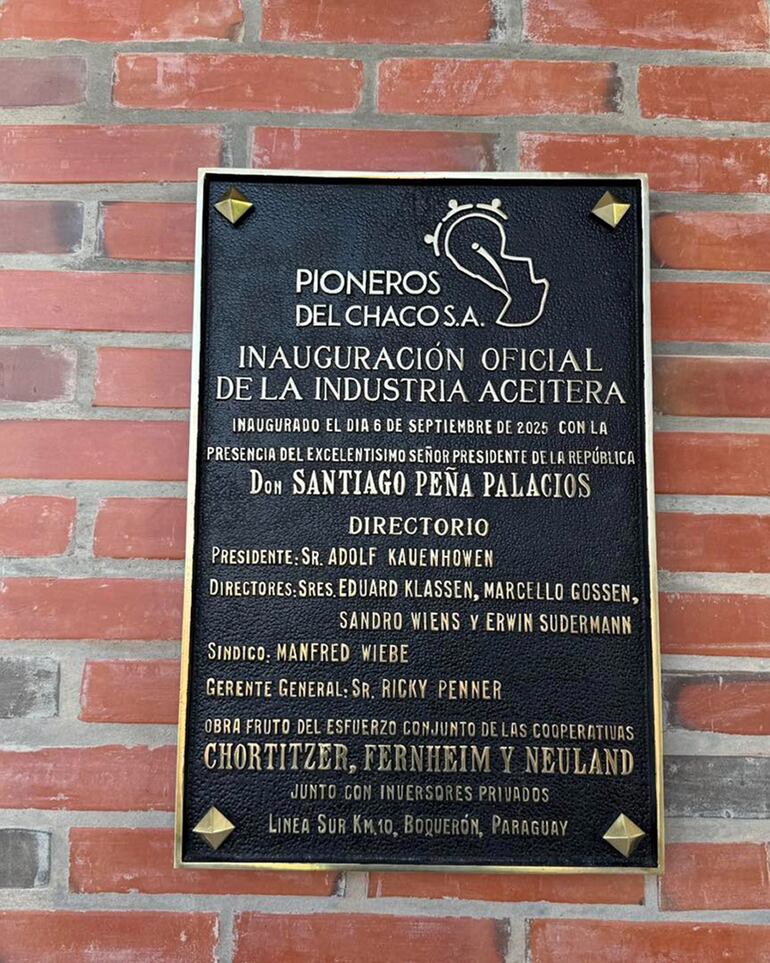 PIONEROS
DEL CHACO S.A.
INAUGURACIÓN OFICIAL
DE LA INDUSTRIA ACEITERA
INAUGURADO EL DIA 6 DE SEPTIEMBRE DE 2025 CON LA
PRESENCIA DEL EXCELENTISIMO SEÑOR PRESIDENTE DE LA REPÚBLICA
DON SANTIAGO PEÑA PALACIOS
DIRECTORIO
PRESIDENTE: SR. ADOLF KAUENHOWEN
DIRECTORES: SRES. EDUARD KLASSEN, MARCELLO GOSSEN,
SANDRO WIENS Y ERWIN SUDERMANN
SINDICO: MANFRED WIEBE
GERENTE GENERAL: SR. RICKY PENNER
OBRA FRUTO DEL ESFUERZO CONJUNTO DE LAS COOPERATIVAS
CHORTITZER, FERNHEIM Y NEULAND
JUNTO CON INVERSORES PRIVADOS
LINEA SUR KM.10, BOQUERÓN, PARAGUAY